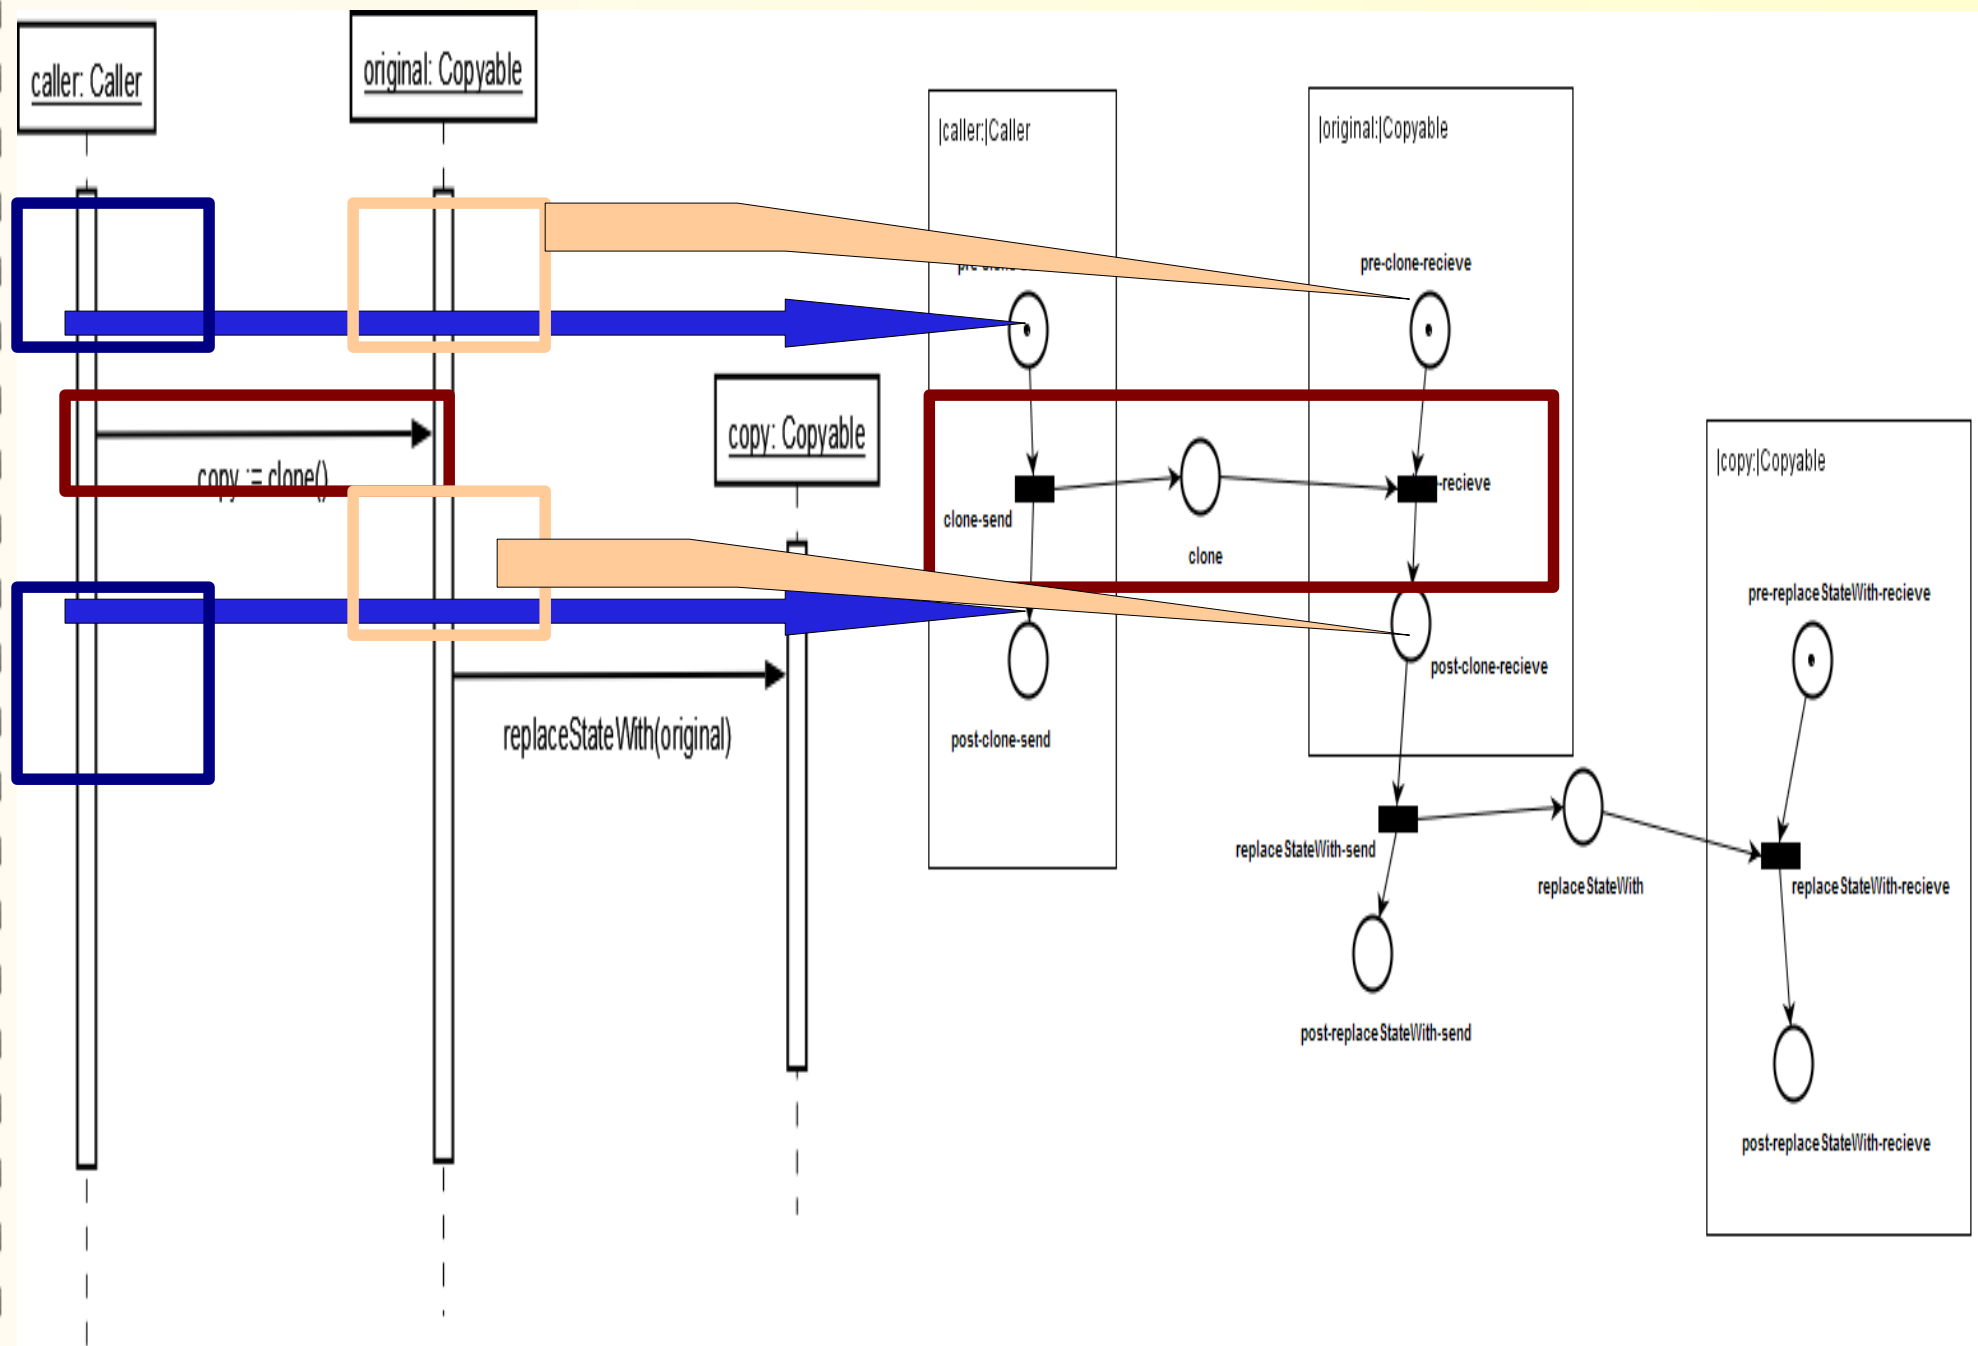 caller: Caller
original: Copyable
|caller:|Caller
|original:|Copyable
pre-clone-recieve
copy := clone()
copy: Copyable
|copy:|Copyable
-recieve
clone-send
clone
pre-replaceStateWith-recieve
post-clone-recieve
replaceStateWith(original)
post-clone-send
replaceStateWith-send
replaceStateWith
replaceStateWith-recieve
post-replaceStateWith-send
post-replaceStateWith-recieve